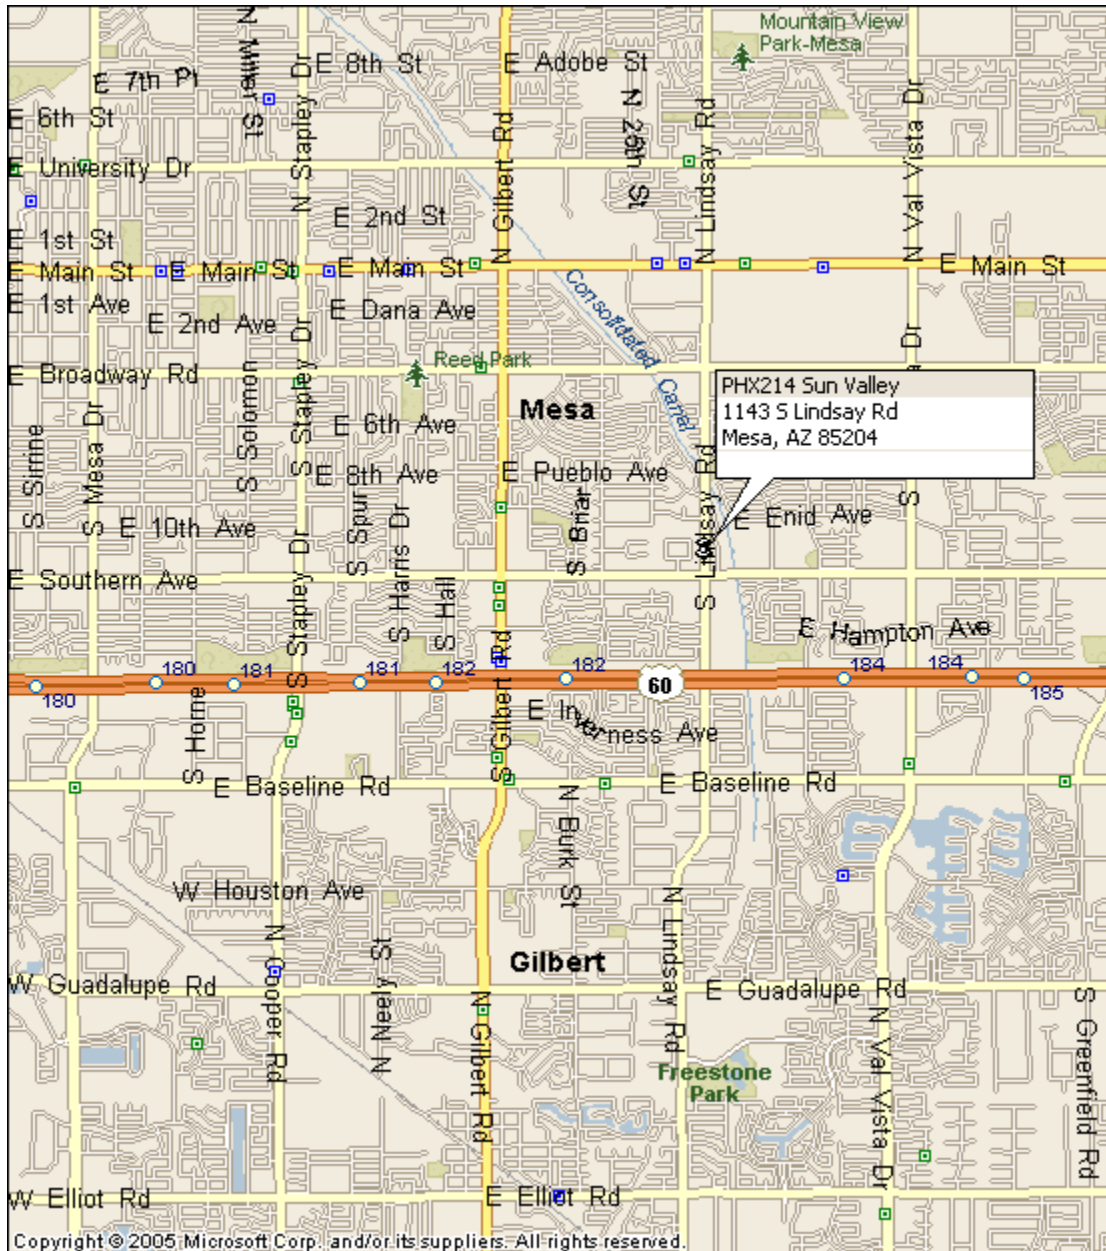 Mountain View
Park-Mesa
E 7th Pl
N Miller St
E 8th St
E Adobe St
N 26th St
E 6th St
N Stapley Dr
N Gilbert Rd
N Lindsay Rd
N Val Vista Dr
E University Dr
E 2nd St
E 1st St
E Main St
E Main St
E Main St
E Main St
E 1st Ave
E 2nd Ave
E Dana Ave
Consolidated Canal
Dr
Reed Park
E Broadway Rd
S Mesa Dr
S Solomon
S Stapley Dr
Mesa
PHX214 Sun Valley
1143 S Lindsay Rd
Mesa, AZ 85204
S Sirrine
E 6th Ave
E 8th Ave
E Pueblo Ave
S Lindsay Rd
S
E 10th Ave
S Spur
S Harris Dr
S Briar
E Enid Ave
E Southern Ave
S Stapley Dr
S Hall
E Hampton Ave
180
180
181
181
182
182
60
184
184
185
S Horne
S Gilbert Rd
E Inverness Ave
E Baseline Rd
E Baseline Rd
N Burk St
W Houston Ave
N Cooper Rd
N Neely St
Gilbert
N Lindsay Rd
W Guadalupe Rd
E Guadalupe Rd
N Gilbert Rd
N Val Vista Dr
S Greenfield Rd
Freestone
Park
W Elliot Rd
E Elliot Rd
Copyright © 2005 Microsoft Corp. and/or its suppliers. All rights reserved.